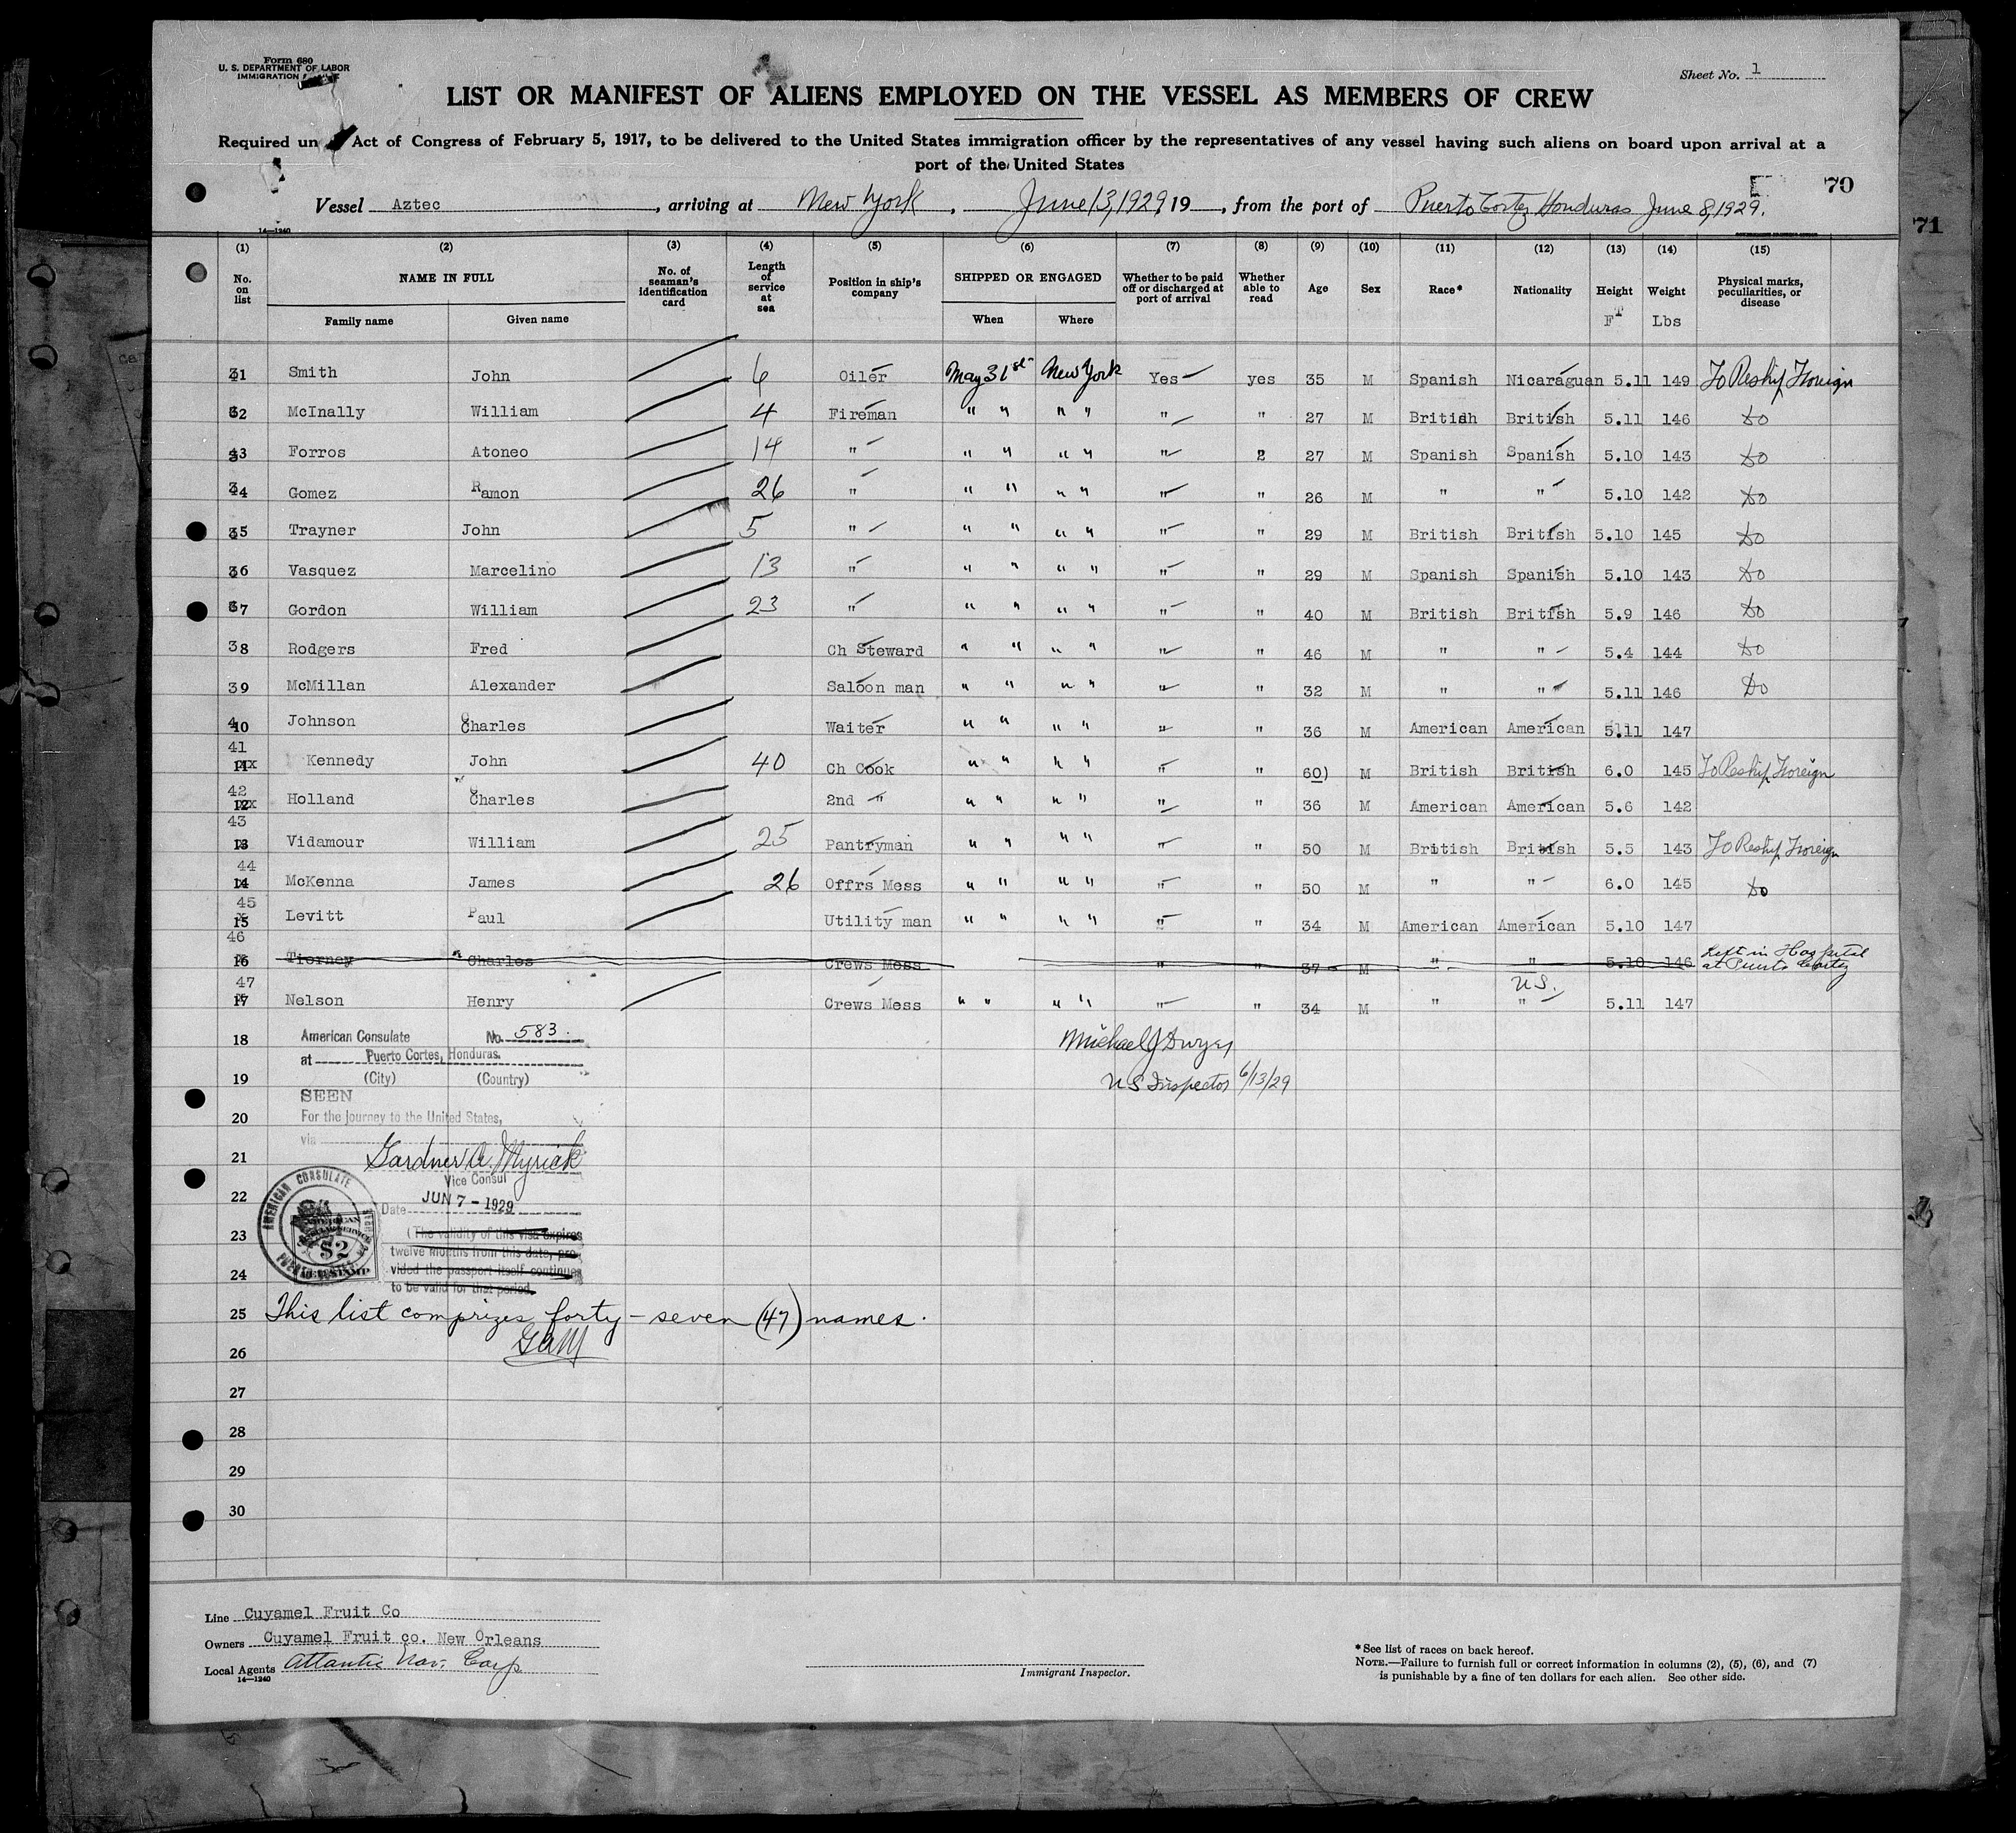 Form 680
U. S. DEPARTMENT OF LABOR
IMMIGRATION
Sheet No. 1
LIST OR MANIFEST OF ALIENS EMPLOYED ON THE VESSEL AS MEMBERS OF CREW
Required un Act of Congress of February 5, 1917, to be delivered to the United States immigration officer by the representatives of any vessel having such aliens on board upon arrival at a
port of the United States
70
Vessel Aztec, arriving at New York, June 13, 1929, 19, from the port of Puerto Cortez Honduras June 8, 1929.
71
14—1240
(1) (2) (3) (4) (5) (6) (7) (8) (9) (10) (11) (12) (13) (14) (15)
No. on list NAME IN FULL No. of seaman's identification card Length of service at sea Position in ship's company SHIPPED OR ENGAGED Whether to be paid off or discharged at port of arrival Whether able to read Age Sex Race* Nationality Height Weight Physical marks, peculiarities, or disease
Family name Given name When Where FT Lbs
31 Smith John 6 Oiler May 31st New York Yes yes 35 M Spanish Nicaraguan 5.11 149 To Reship Foreign
32 McInally William 4 Fireman " " " " " " 27 M British British 5.11 146 do
33 Forros Atoneo 14 " " " " " " 2 27 M Spanish Spanish 5.10 143 do
34 Gomez Ramon 26 " " " " " " " 26 M " " 5.10 142 do
35 Trayner John 5 " " " " " " " 29 M British British 5.10 145 do
36 Vasquez Marcelino 13 " " " " " " " 29 M Spanish Spanish 5.10 143 do
37 Gordon William 23 " " " " " " " 40 M British British 5.9 146 do
38 Rodgers Fred Ch Steward " " " " " " 46 M " " 5.4 144 do
39 McMillan Alexander Saloon man " " " " " " 32 M " " 5.11 146 Do
40 Johnson Charles Waiter " " " " " " 36 M American American 5.11 147
41
11xx Kennedy John 40 Ch Cook " " " " " " 60) M British British 6.0 145 To Reship Foreign
42
12xx Holland Charles 2nd " " " " " " " 36 M American American 5.6 142
43
13 Vidamour William 25 Pantryman " " " " " " 50 M British British 5.5 143 To Reship Foreign
44
14 McKenna James 26 Offrs Mess " " " " " " 50 M " " 6.0 145 do
45
15 Levitt Paul Utility man " " " " " " 34 M American American 5.10 147
46
16 Tierney Charles Crews Mess " 37 M " " 5.10 146 Left in Hospital at Puerto Cortez
47
17 Nelson Henry Crews Mess " " " " " " 34 M " U.S. " 5.11 147
18 American Consulate No. 583.
Michael J Dwyer
at Puerto Cortes, Honduras.
19 (City) (Country)
US Inspector 6/13/29
SEEN
20 For the journey to the United States,
via
21 Gardner A. Myrick
Vice Consul
22 Date JUN 7 - 1929
AMERICAN CONSULATE
$2
23 (The validity of this visa expires
twelve months from this date, pro-
24 vided the passport itself continues
to be valid for that period.
25 This list comprizes forty-seven (47) names.
GAM
26
27
28
29
30
Line Cuyamel Fruit Co
Owners Cuyamel Fruit co. New Orleans
Local Agents Atlantic Nav. Corp.
14—1240
Immigrant Inspector.
* See list of races on back hereof.
NOTE.—Failure to furnish full or correct information in columns (2), (5), (6), and (7)
is punishable by a fine of ten dollars for each alien. See other side.